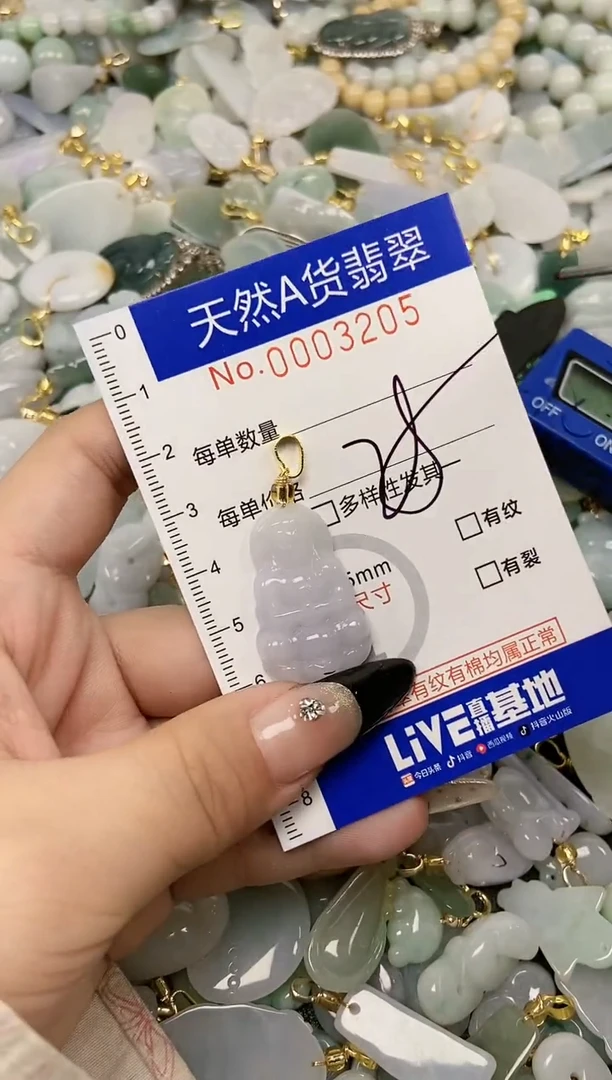 天然A货翡翠
No.0003205
每单数量
每单价格
多样性发其
有纹
5mm
尺寸
有裂
有纹有棉均属正常
LiVE直播基地
今日头条 抖音 西瓜视频 抖音火山版
0
1
2
3
4
5
6
8
OFF
ON